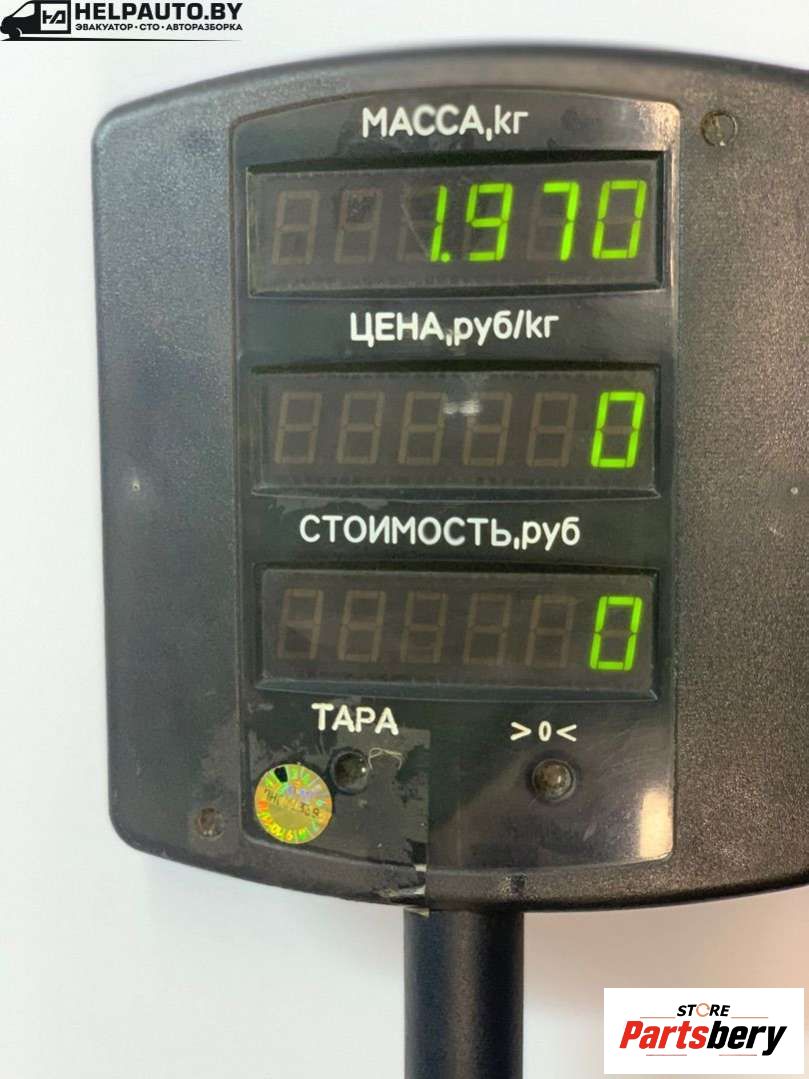 HELPAUTO.BY
ЭВАКУАТОР • СТО • АВТОРАЗБОРКА
МАССА,кг
1.970
ЦЕНА,руб/кг
0
СТОИМОСТЬ,руб
0
ТАРА
>0<
STORE
Partsbery